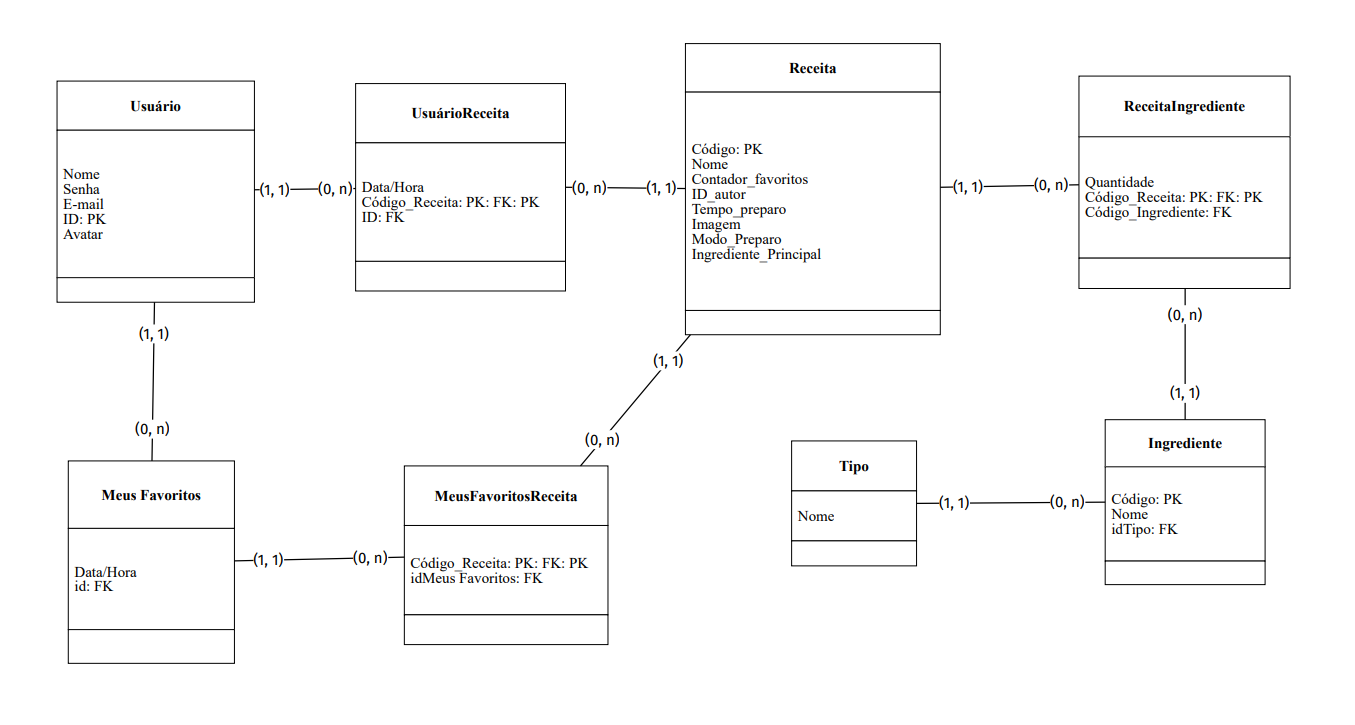 Usuário
Nome
Senha
E-mail
ID: PK
Avatar
(1, 1)
(0, n)
UsuárioReceita
Data/Hora
Código_Receita: PK: FK: PK
ID: FK
(0, n)
(1, 1)
Receita
Código: PK
Nome
Contador_favoritos
ID_autor
Tempo_preparo
Imagem
Modo_Preparo
Ingrediente_Principal
(1, 1)
(0, n)
ReceitaIngrediente
Quantidade
Código_Receita: PK: FK: PK
Código_Ingrediente: FK
(1, 1)
(0, n)
(1, 1)
(0, n)
(0, n)
(1, 1)
Meus Favoritos
Data/Hora
id: FK
(1, 1)
(0, n)
MeusFavoritosReceita
Código_Receita: PK: FK: PK
idMeus Favoritos: FK
Tipo
Nome
(1, 1)
(0, n)
Ingrediente
Código: PK
Nome
idTipo: FK